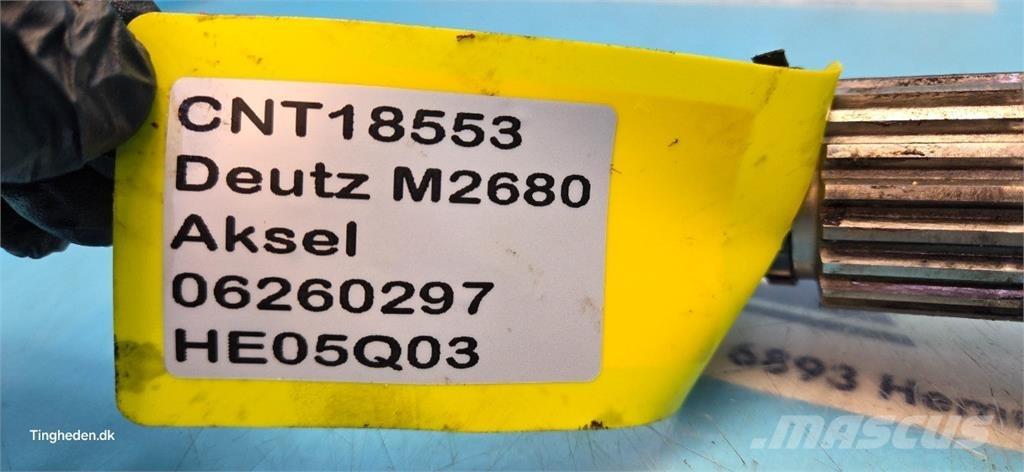 CNT18553
Deutz M2680
Aksel
06260297
HE05Q03
6893 Hem
Tingheden.dk
MASCUS